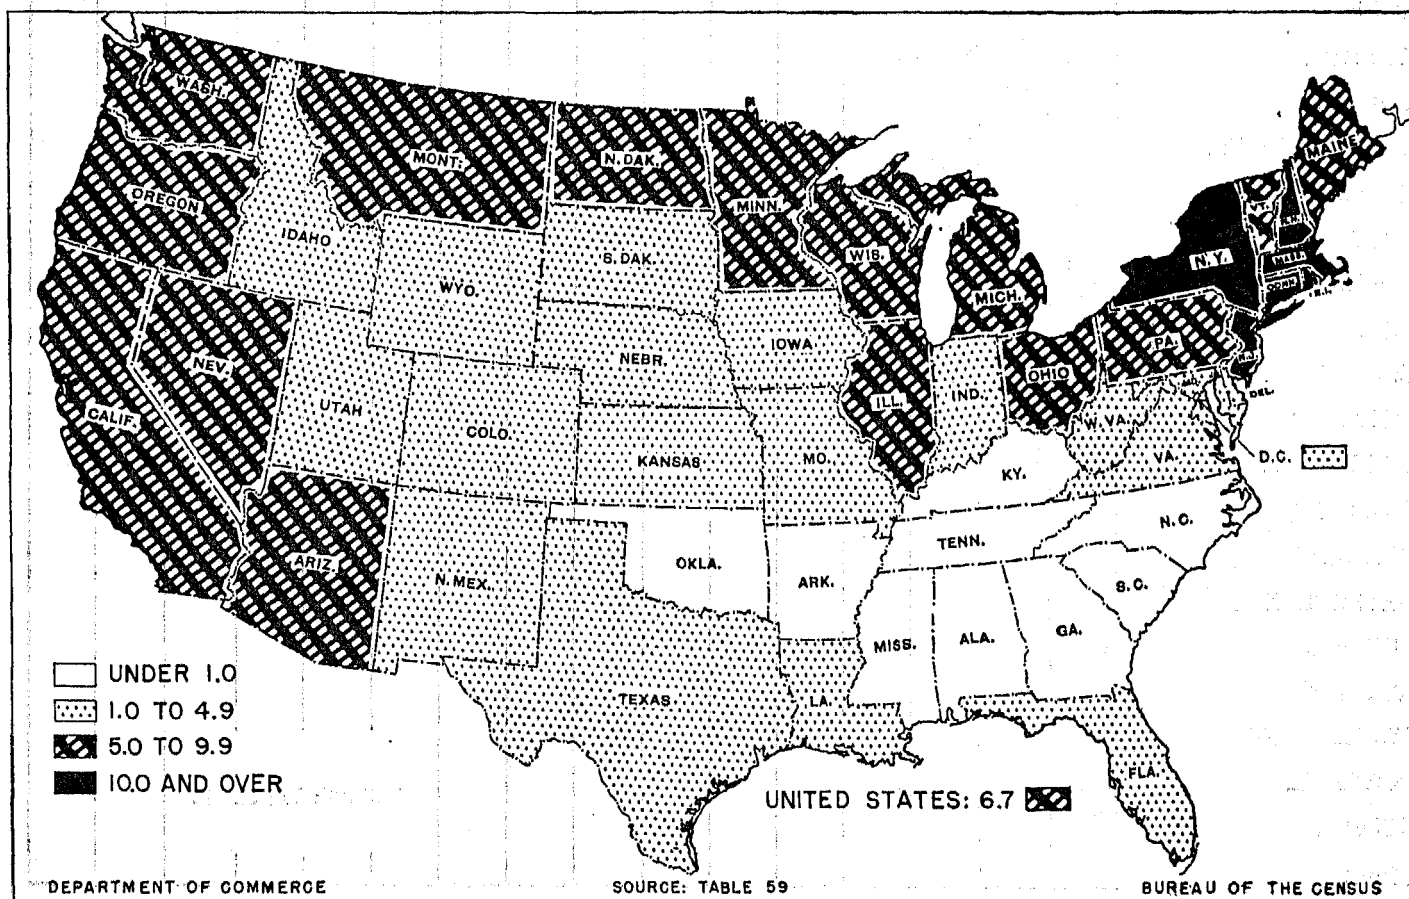 WASH.
MONT.
N. DAK.
MINN.
MAINE
OREGON
IDAHO
VT.
N.H.
WYO.
S. DAK.
WIS.
MICH.
N. Y.
MASS.
CONN.
R.I.
NEV.
NEBR.
IOWA
PA.
N.J.
CALIF.
UTAH
COLO.
ILL.
IND.
OHIO
DEL.
W. VA.
KANSAS
MO.
KY.
VA.
D.C.
ARIZ.
N. MEX.
OKLA.
ARK.
TENN.
N. C.
S. C.
MISS.
ALA.
GA.
TEXAS
LA.
FLA.
UNDER 1.0
1.0 TO 4.9
5.0 TO 9.9
10.0 AND OVER
UNITED STATES: 6.7
DEPARTMENT OF COMMERCE
SOURCE: TABLE 59
BUREAU OF THE CENSUS